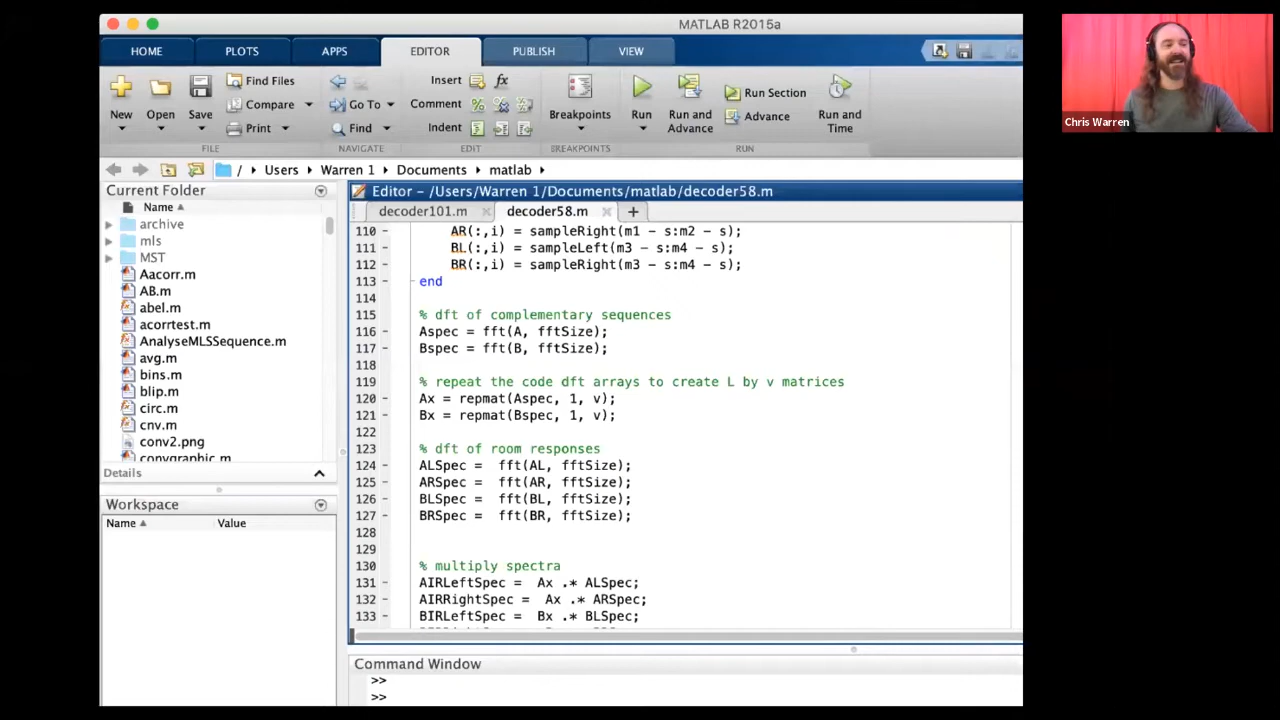 MATLAB R2015a
HOME PLOTS APPS EDITOR PUBLISH VIEW
New Open Save Find Files Compare Print FILE
Go To Find NAVIGATE
Insert fx Comment Indent EDIT
Breakpoints BREAKPOINTS
Run Run and Advance Run Section Advance Run and Time RUN
/ Users Warren 1 Documents matlab
Current Folder
Name
archive
mls
MST
Aacorr.m
AB.m
abel.m
acorrtest.m
AnalyseMLSSequence.m
avg.m
bins.m
blip.m
circ.m
cnv.m
conv2.png
convgraphic.m
Details
Workspace
Name Value
Editor - /Users/Warren 1/Documents/matlab/decoder58.m
decoder101.m decoder58.m +
110 - AR(:,i) = sampleRight(m1 - s:m2 - s);
111 - BL(:,i) = sampleLeft(m3 - s:m4 - s);
112 - BR(:,i) = sampleRight(m3 - s:m4 - s);
113 - end
114
115 % dft of complementary sequences
116 - Aspec = fft(A, fftSize);
117 - Bspec = fft(B, fftSize);
118
119 % repeat the code dft arrays to create L by v matrices
120 - Ax = repmat(Aspec, 1, v);
121 - Bx = repmat(Bspec, 1, v);
122
123 % dft of room responses
124 - ALSpec = fft(AL, fftSize);
125 - ARSpec = fft(AR, fftSize);
126 - BLSpec = fft(BL, fftSize);
127 - BRSpec = fft(BR, fftSize);
128
129
130 % multiply spectra
131 - AIRLeftSpec = Ax .* ALSpec;
132 - AIRRightSpec = Ax .* ARSpec;
133 - BIRLeftSpec = Bx .* BLSpec;
Command Window
>>
>>
Chris Warren